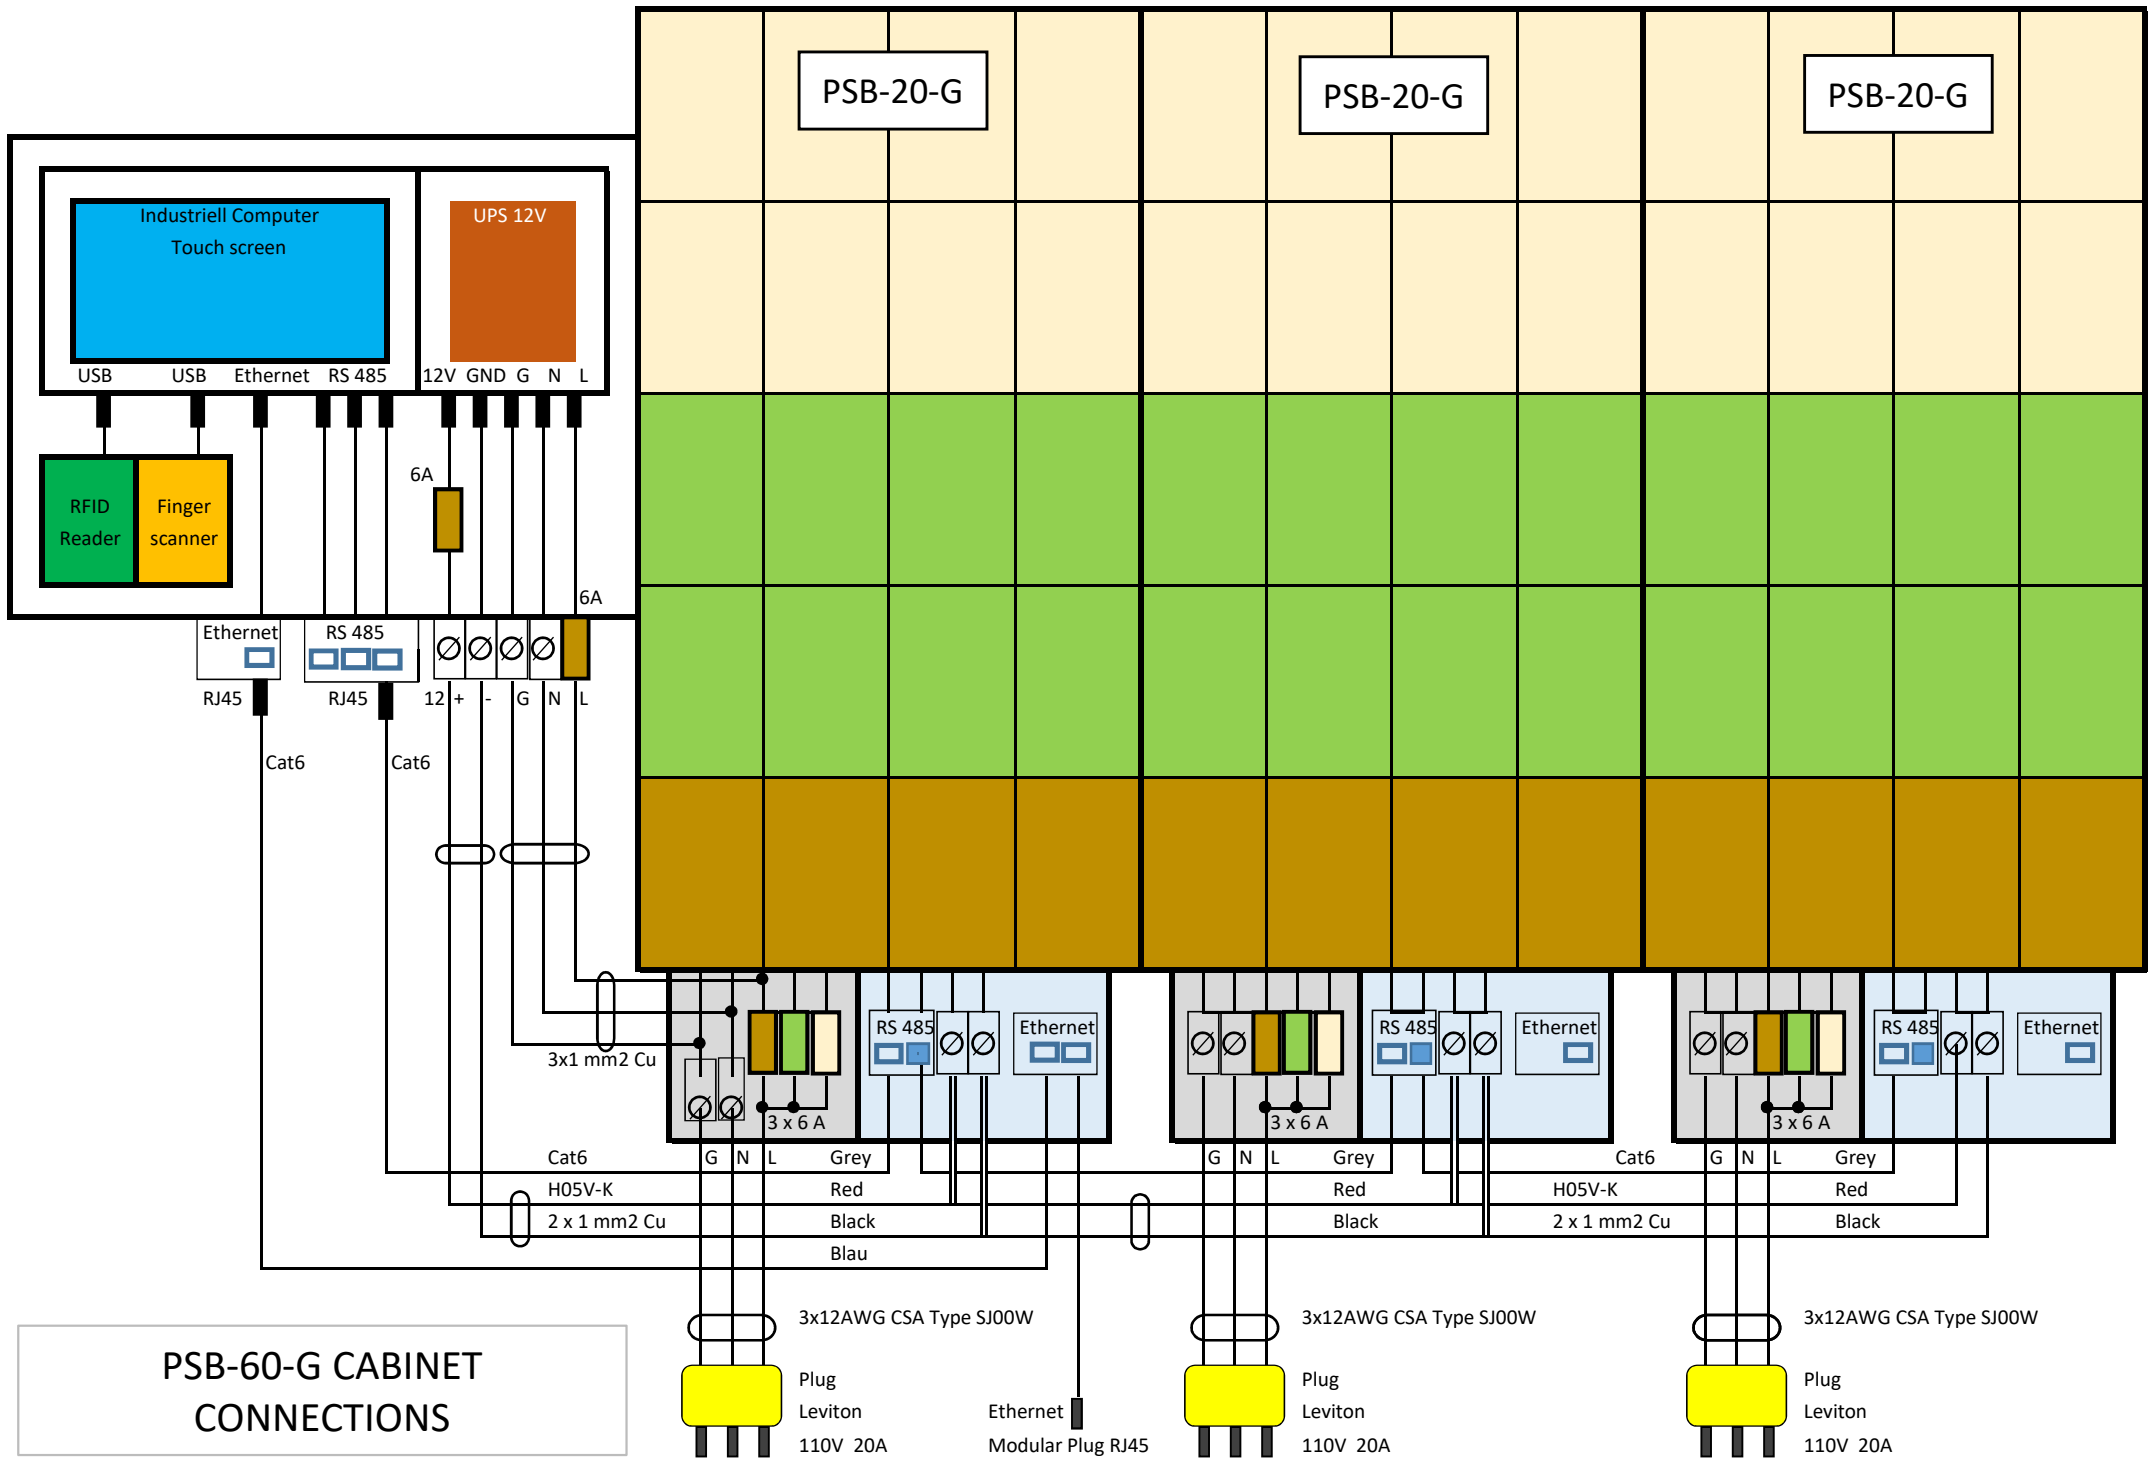 PSB-20-G
PSB-20-G
PSB-20-G
Industriell Computer
Touch screen
UPS 12V
USB USB Ethernet RS 485 12V GND G N L
6A
RFID
Reader
Finger
scanner
6A
Ethernet RS 485
RJ45 RJ45 12 + - G N L
Cat6 Cat6
RS 485 Ethernet RS 485 Ethernet RS 485 Ethernet
3x1 mm2 Cu
3 x 6 A 3 x 6 A 3 x 6 A
Cat6 G N L Grey G N L Grey Cat6 G N L Grey
H05V-K Red Red H05V-K Red
2 x 1 mm2 Cu Black Black 2 x 1 mm2 Cu Black
Blau
3x12AWG CSA Type SJ00W 3x12AWG CSA Type SJ00W 3x12AWG CSA Type SJ00W
PSB-60-G CABINET
CONNECTIONS
Plug
Leviton
110V 20A
Ethernet
Modular Plug RJ45
Plug
Leviton
110V 20A
Plug
Leviton
110V 20A